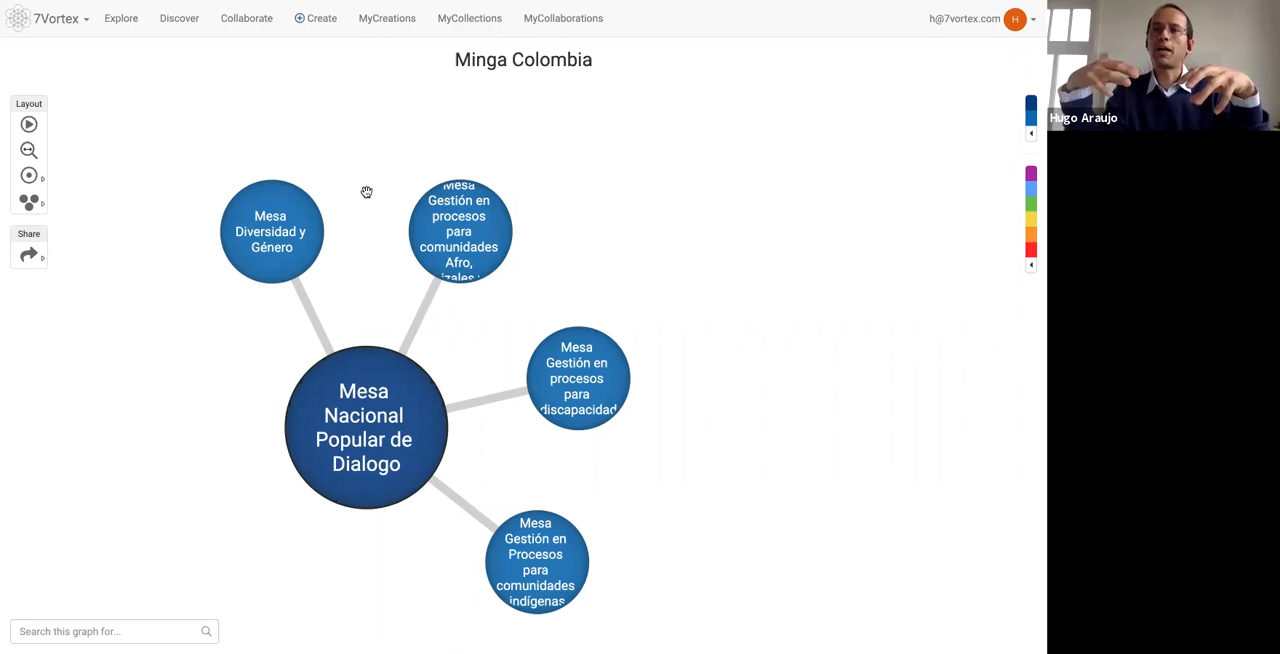 7Vortex
Explore
Discover
Collaborate
Create
MyCreations
MyCollections
MyCollaborations
h@7vortex.com
H
Minga Colombia
Layout
Share
Mesa
Diversidad y
Género
Mesa
Gestión en
procesos
para
comunidades
Afro,
Mesa
Gestión en
procesos
para
discapacidad
Mesa
Nacional
Popular de
Dialogo
Mesa
Gestión en
Procesos
para
comunidades
indígenas
Search this graph for...
Hugo Araujo